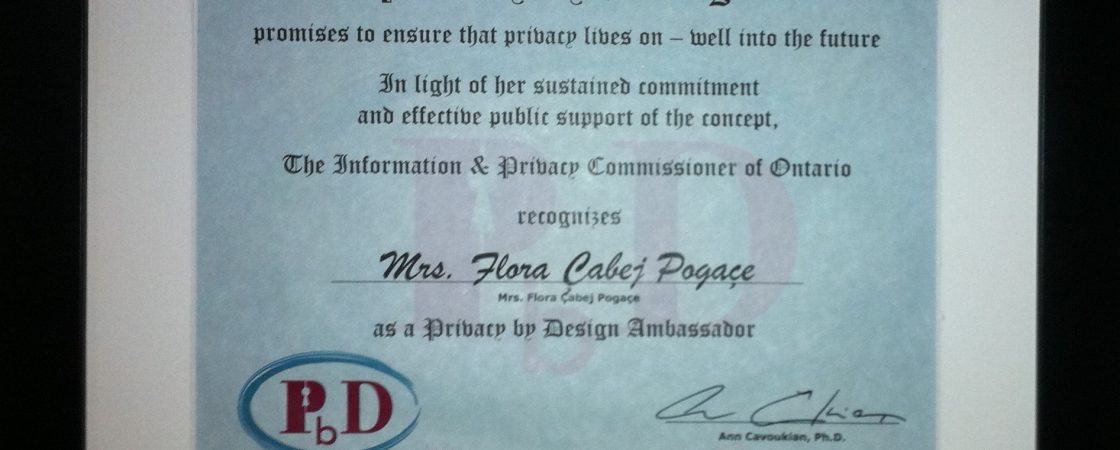 promises to ensure that privacy lives on – well into the future
In light of her sustained commitment
and effective public support of the concept,
The Information & Privacy Commissioner of Ontario
recognizes
Mrs. Flora Çabej Pogaçe
Mrs. Flora Çabej Pogaçe
as a Privacy by Design Ambassador
PbD
Ann Cavoukian, Ph.D.